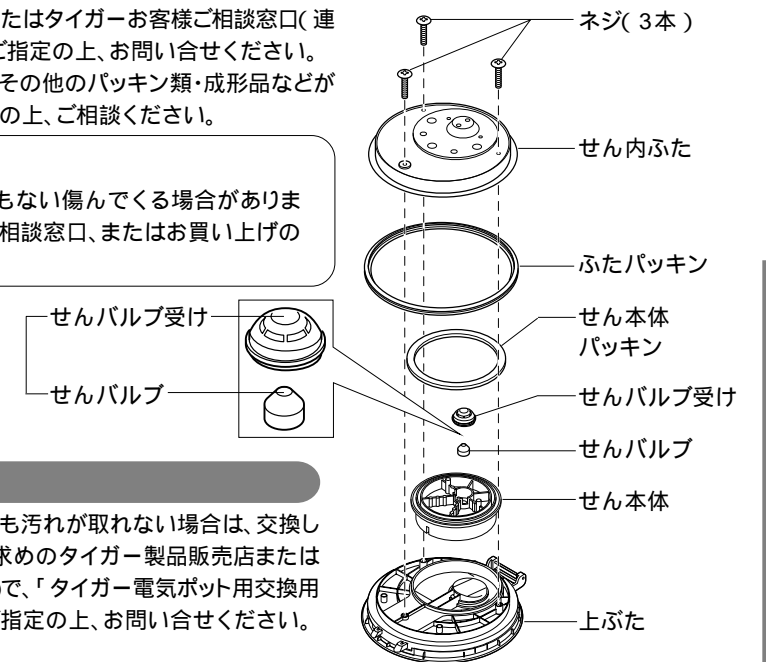 たはタイガーお客様ご相談窓口(連
ご指定の上、お問い合せください。
その他のパッキン類・成形品などが
の上、ご相談ください。
もない傷んでくる場合がありま
相談窓口、またはお買い上げの
せんバルブ受け
せんバルブ
も汚れが取れない場合は、交換し
求めのタイガー製品販売店または
で、「タイガー電気ポット用交換用
ご指定の上、お問い合せください。
ネジ(3本)
せん内ふた
ふたパッキン
せん本体
パッキン
せんバルブ受け
せんバルブ
せん本体
上ぶた